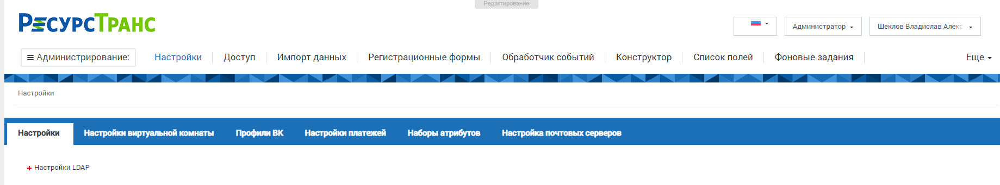 Редактирование
РесурсТранс
Администратор
Шеклов Владислав Алекс
Администрирование:
Настройки
Доступ
Импорт данных
Регистрационные формы
Обработчик событий
Конструктор
Список полей
Фоновые задания
Еще
Настройки
Настройки
Настройки виртуальной комнаты
Профили ВК
Настройки платежей
Наборы атрибутов
Настройка почтовых серверов
Настройки LDAP